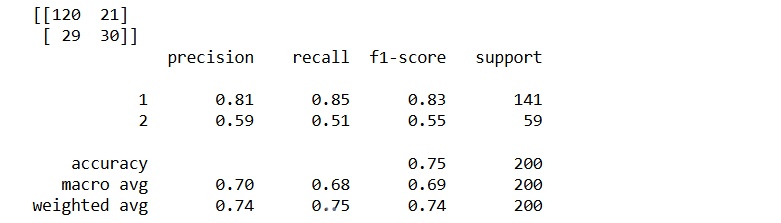 [[120 21]
[ 29 30]]
precision recall f1-score support
1 0.81 0.85 0.83 141
2 0.59 0.51 0.55 59
accuracy 0.75 200
macro avg 0.70 0.68 0.69 200
weighted avg 0.74 0.75 0.74 200